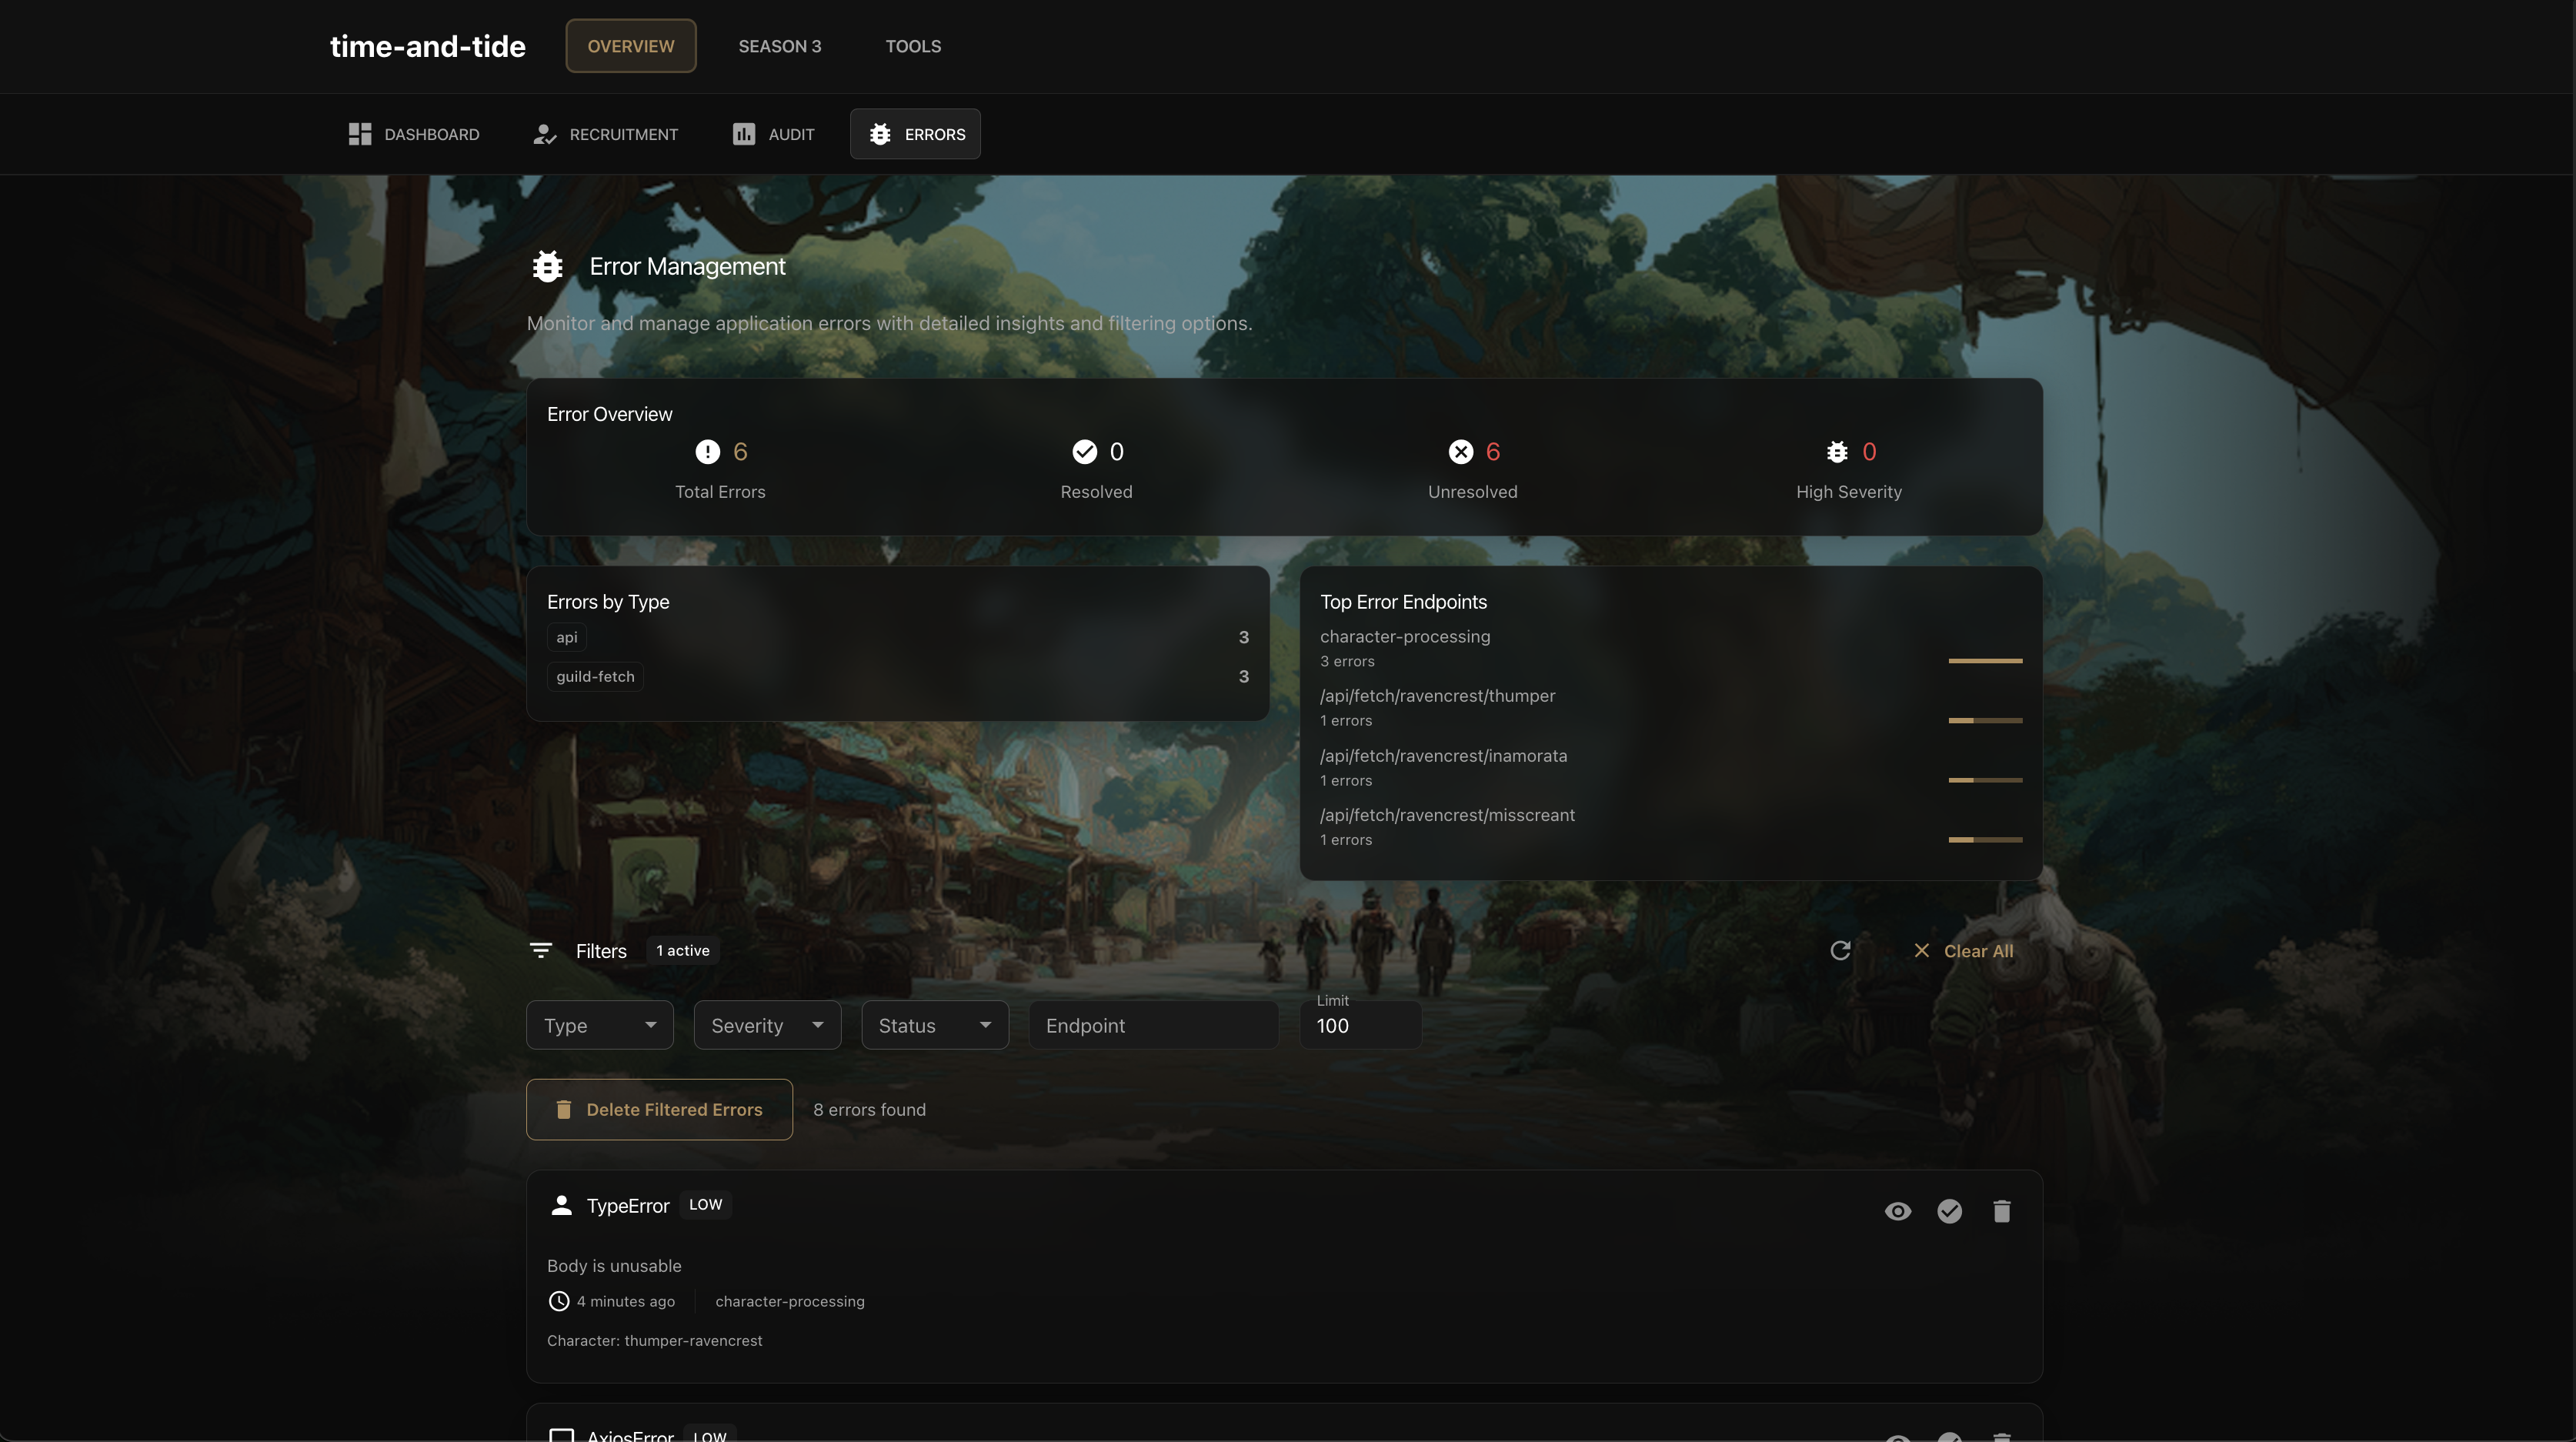 time-and-tide OVERVIEW SEASON 3 TOOLS
DASHBOARD RECRUITMENT AUDIT ERRORS
Error Management
Monitor and manage application errors with detailed insights and filtering options.
Error Overview
6 0 6 0
Total Errors Resolved Unresolved High Severity
Errors by Type
api 3
guild-fetch 3
Top Error Endpoints
character-processing
3 errors
/api/fetch/ravencrest/thumper
1 errors
/api/fetch/ravencrest/inamorata
1 errors
/api/fetch/ravencrest/misscreant
1 errors
Filters 1 active Clear All
Type Severity Status Endpoint Limit 100
Delete Filtered Errors 8 errors found
TypeError LOW
Body is unusable
4 minutes ago character-processing
Character: thumper-ravencrest
AxiosError LOW